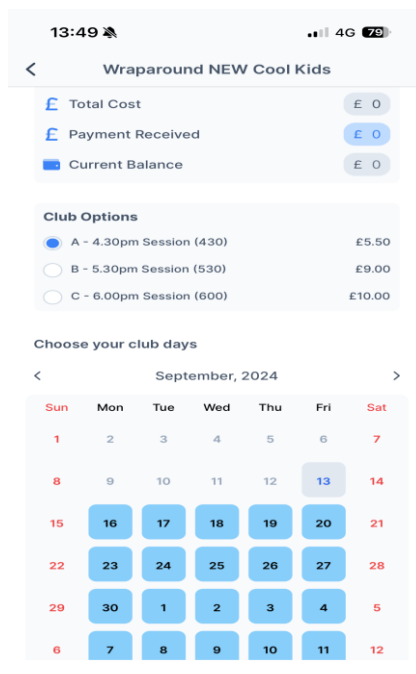 13:49 4G 79
< Wraparound NEW Cool Kids
£ Total Cost £ 0
£ Payment Received £ 0
Current Balance £ 0
Club Options
A - 4.30pm Session (430) £5.50
B - 5.30pm Session (530) £9.00
C - 6.00pm Session (600) £10.00
Choose your club days
< September, 2024 >
Sun Mon Tue Wed Thu Fri Sat
1 2 3 4 5 6 7
8 9 10 11 12 13 14
15 16 17 18 19 20 21
22 23 24 25 26 27 28
29 30 1 2 3 4 5
6 7 8 9 10 11 12